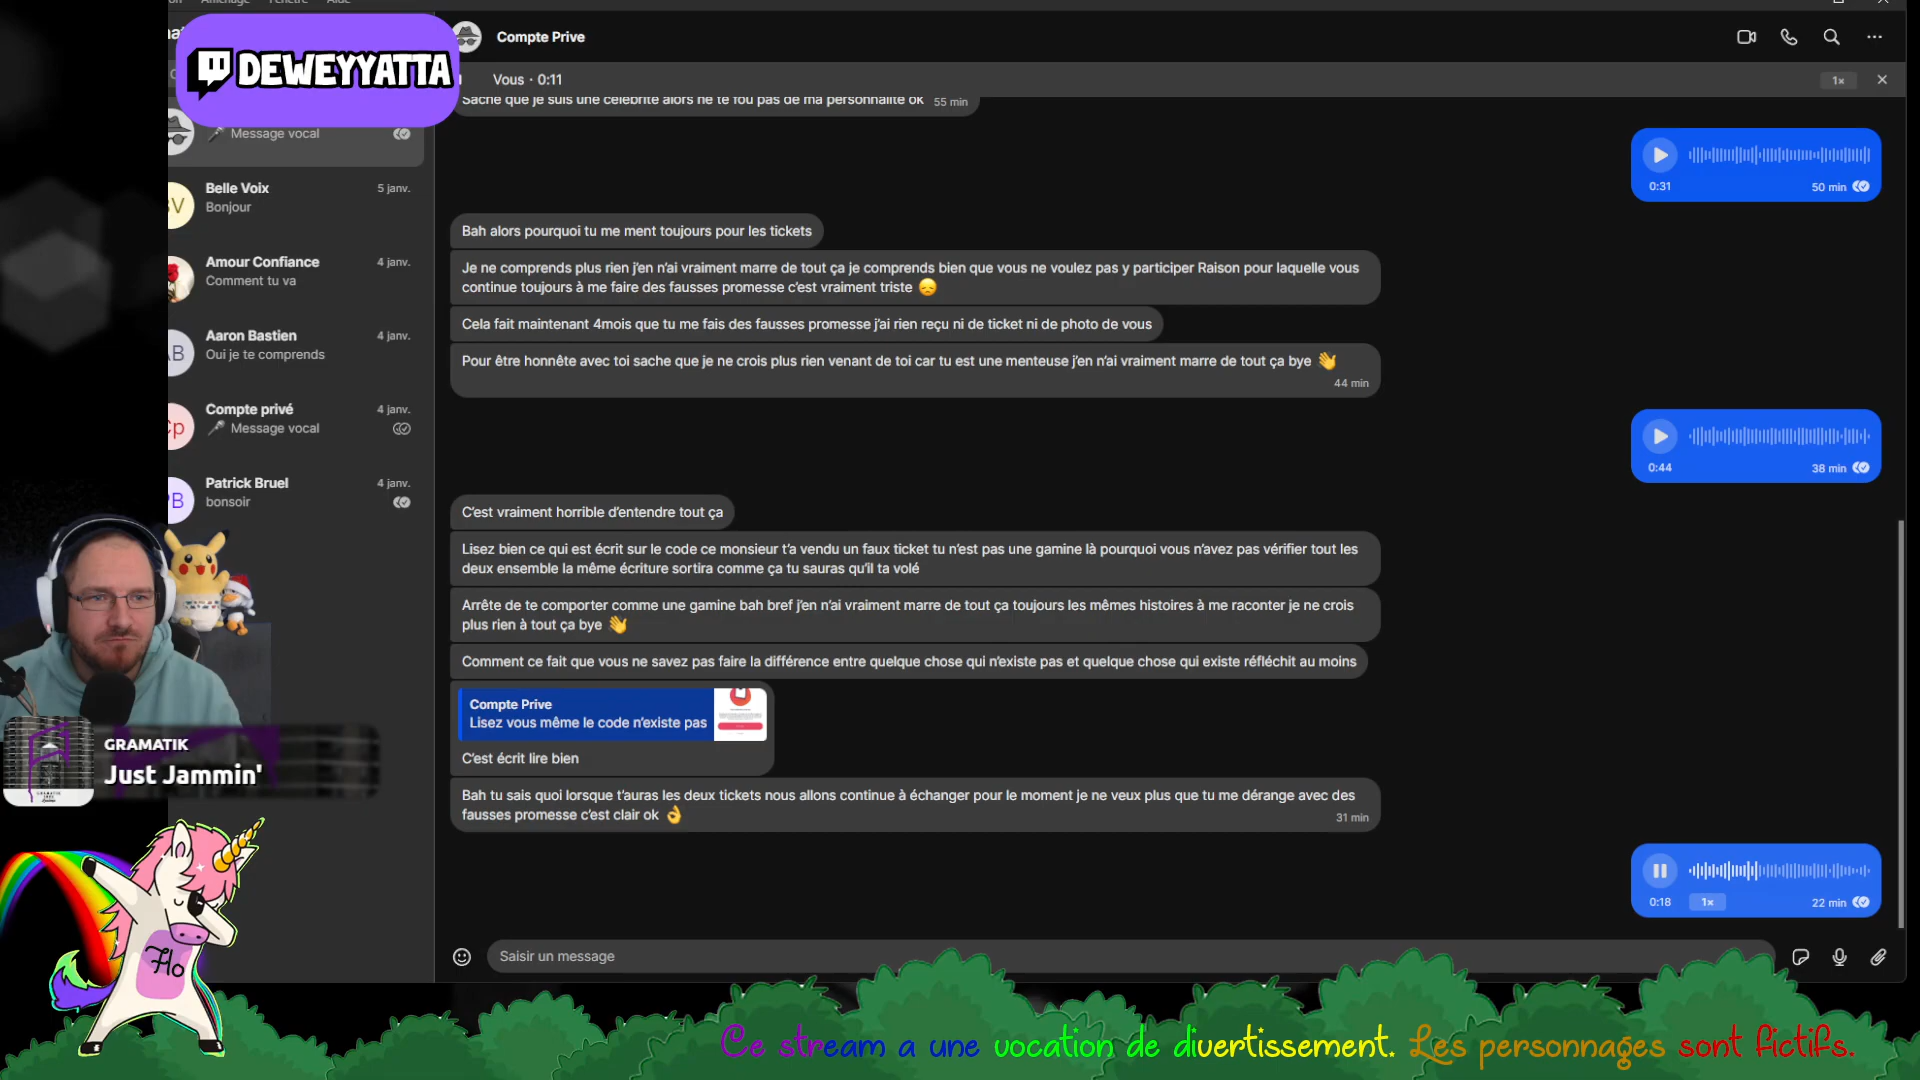 Affichage Fenêtre Aide
DEWEYYATTA
Message vocal
Belle Voix 5 janv.
Bonjour
Amour Confiance 4 janv.
Comment tu va
Aaron Bastien 4 janv.
AB
Oui je te comprends
Compte privé 4 janv.
Cp
Message vocal
Patrick Bruel 4 janv.
PB
bonsoir
Compte Prive
Vous · 0:11
1×
Sache que je suis une célébrité alors ne te fou pas de ma personnalité ok 55 min
0:31 50 min
Bah alors pourquoi tu me ment toujours pour les tickets
Je ne comprends plus rien j'en n'ai vraiment marre de tout ça je comprends bien que vous ne voulez pas y participer Raison pour laquelle vous
continue toujours à me faire des fausses promesse c'est vraiment triste 😞
Cela fait maintenant 4mois que tu me fais des fausses promesse j'ai rien reçu ni de ticket ni de photo de vous
Pour être honnête avec toi sache que je ne crois plus rien venant de toi car tu est une menteuse j'en n'ai vraiment marre de tout ça bye 👋
44 min
0:44 38 min
C'est vraiment horrible d'entendre tout ça
Lisez bien ce qui est écrit sur le code ce monsieur t'a vendu un faux ticket tu n'est pas une gamine là pourquoi vous n'avez pas vérifier tout les
deux ensemble la même écriture sortira comme ça tu sauras qu'il ta volé
Arrête de te comporter comme une gamine bah bref j'en n'ai vraiment marre de tout ça toujours les mêmes histoires à me raconter je ne crois
plus rien à tout ça bye 👋
Comment ce fait que vous ne savez pas faire la différence entre quelque chose qui n'existe pas et quelque chose qui existe réfléchit au moins
Compte Prive
Lisez vous même le code n'existe pas
C'est écrit lire bien
Bah tu sais quoi lorsque t'auras les deux tickets nous allons continue à échanger pour le moment je ne veux plus que tu me dérange avec des
fausses promesse c'est clair ok 👌
31 min
0:18 1× 22 min
Saisir un message
GRAMATIK
Just Jammin'
Flo
Ce stream a une vocation de divertissement. Les personnages sont fictifs.